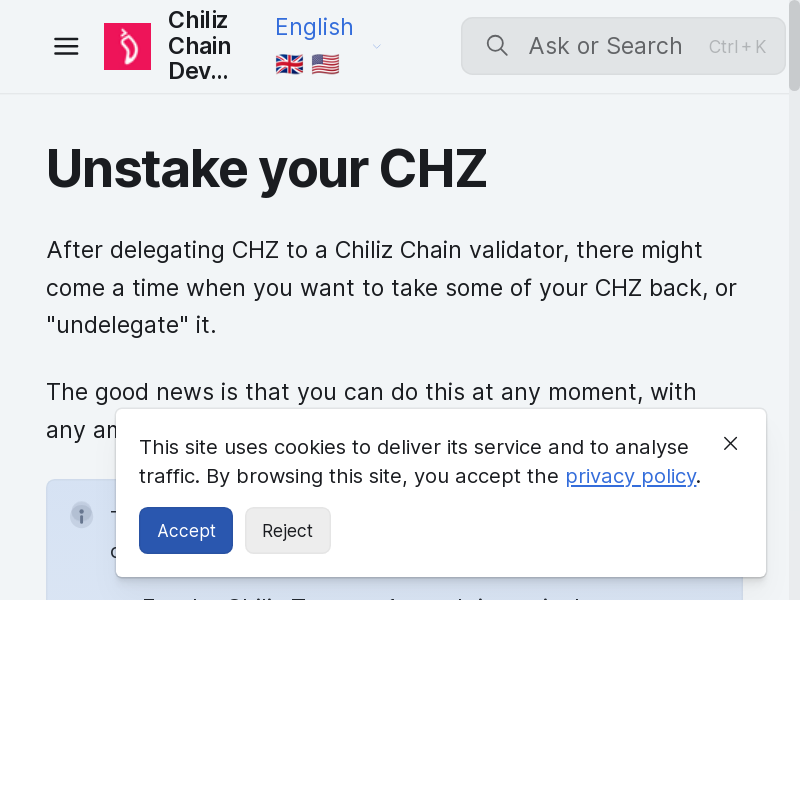 Chiliz
Chain
Dev...
English
Ask or Search
Ctrl + K
Unstake your CHZ
After delegating CHZ to a Chiliz Chain validator, there might
come a time when you want to take some of your CHZ back, or
"undelegate" it.
The good news is that you can do this at any moment, with
any
This site uses cookies to deliver its service and to analyse
traffic. By browsing this site, you accept the privacy policy.
Accept
Reject